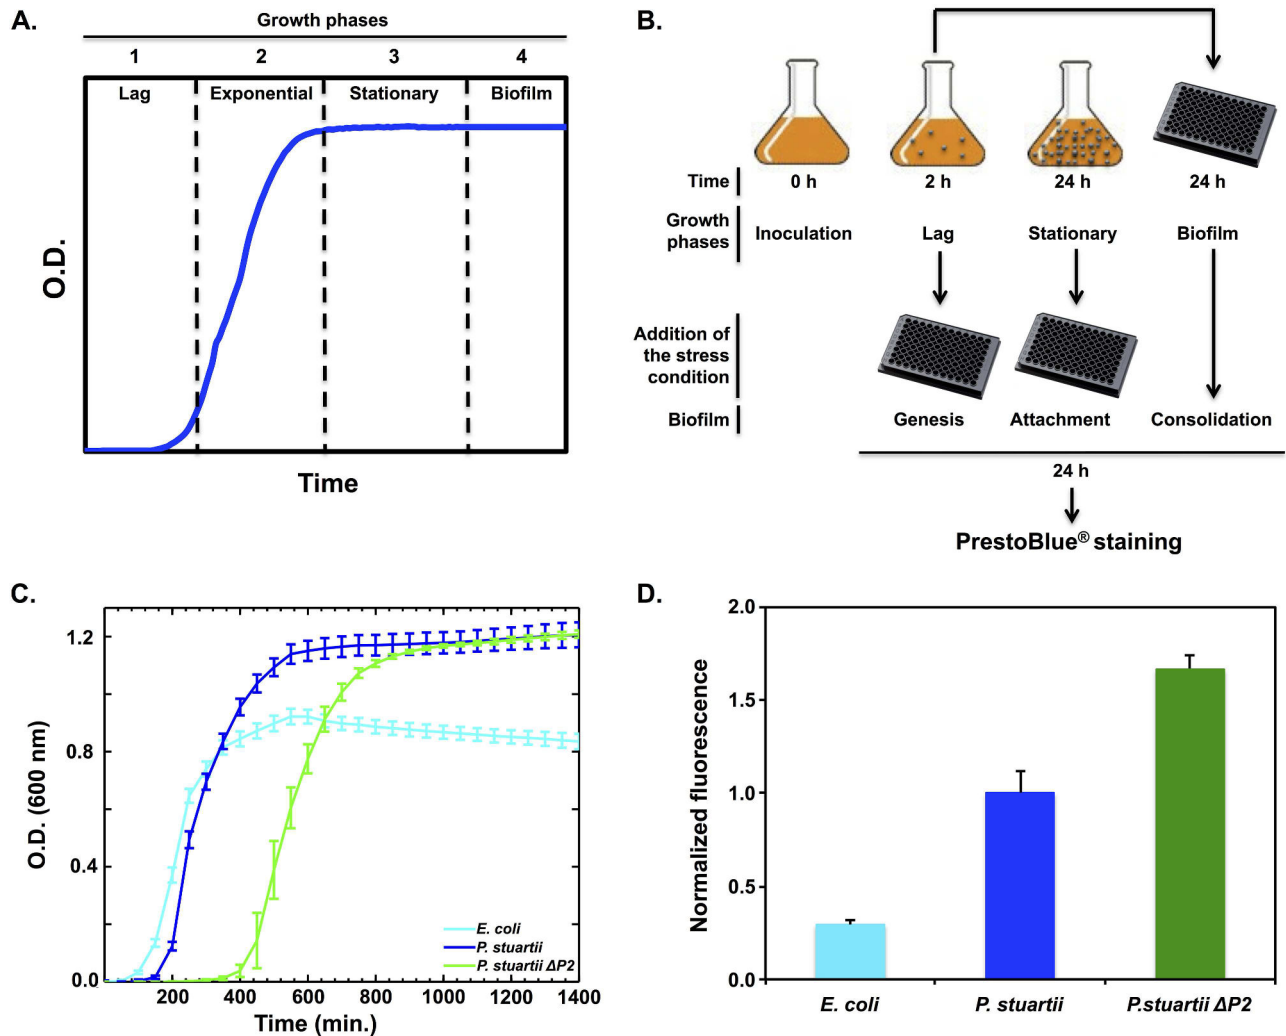 A.
Growth phases
1 2 3 4
Lag Exponential Stationary Biofilm
O.D.
Time
B.
Time 0 h 2 h 24 h 24 h
Growth
phases
Inoculation Lag Stationary Biofilm
Addition of
the stress
condition
Biofilm Genesis Attachment Consolidation
24 h
PrestoBlue® staining
C.
1.2
0.8
0.4
0.0
O.D. (600 nm)
E. coli
P. stuartii
P. stuartii ΔP2
200 400 600 800 1000 1200 1400
Time (min.)
D.
2.0
1.5
1.0
0.5
0.0
Normalized fluorescence
E. coli P. stuartii P.stuartii ΔP2